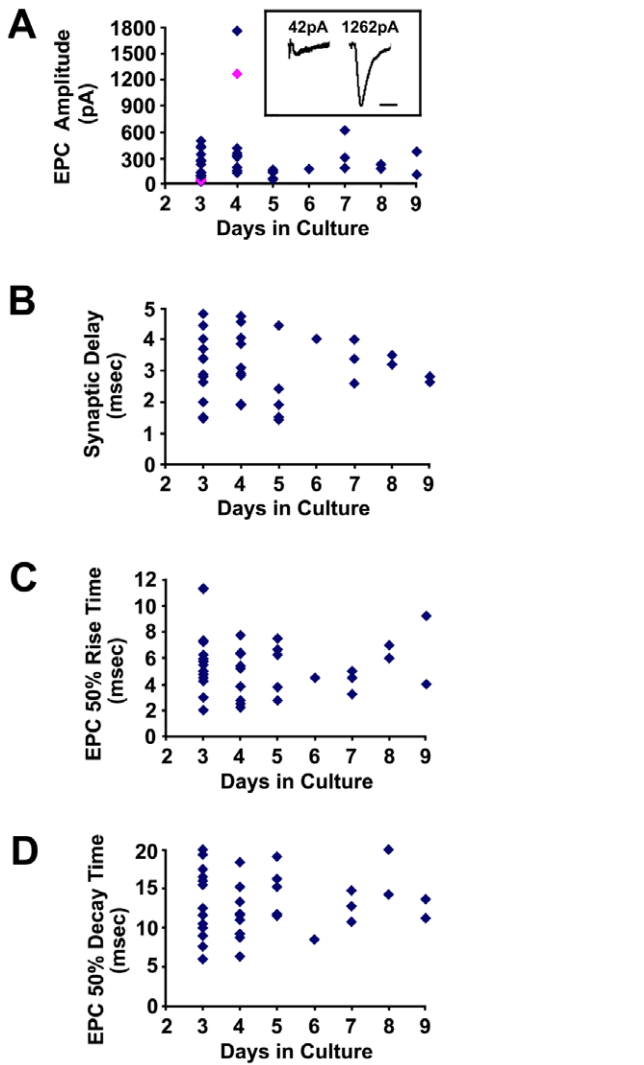 A
EPC Amplitude
(pA)
1800
1500
1200
900
600
300
0
42pA 1262pA
2 3 4 5 6 7 8 9
Days in Culture
B
Synaptic Delay
(msec)
5
4
3
2
1
0
2 3 4 5 6 7 8 9
Days in Culture
C
EPC 50% Rise Time
(msec)
12
10
8
6
4
2
0
2 3 4 5 6 7 8 9
Days in Culture
D
EPC 50% Decay Time
(msec)
20
15
10
5
0
2 3 4 5 6 7 8 9
Days in Culture